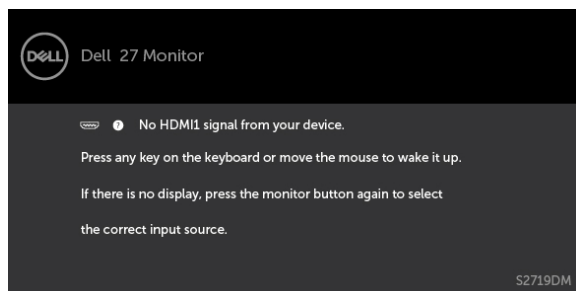 DELL
Dell 27 Monitor
? No HDMI1 signal from your device.
Press any key on the keyboard or move the mouse to wake it up.
If there is no display, press the monitor button again to select
the correct input source.
S2719DM